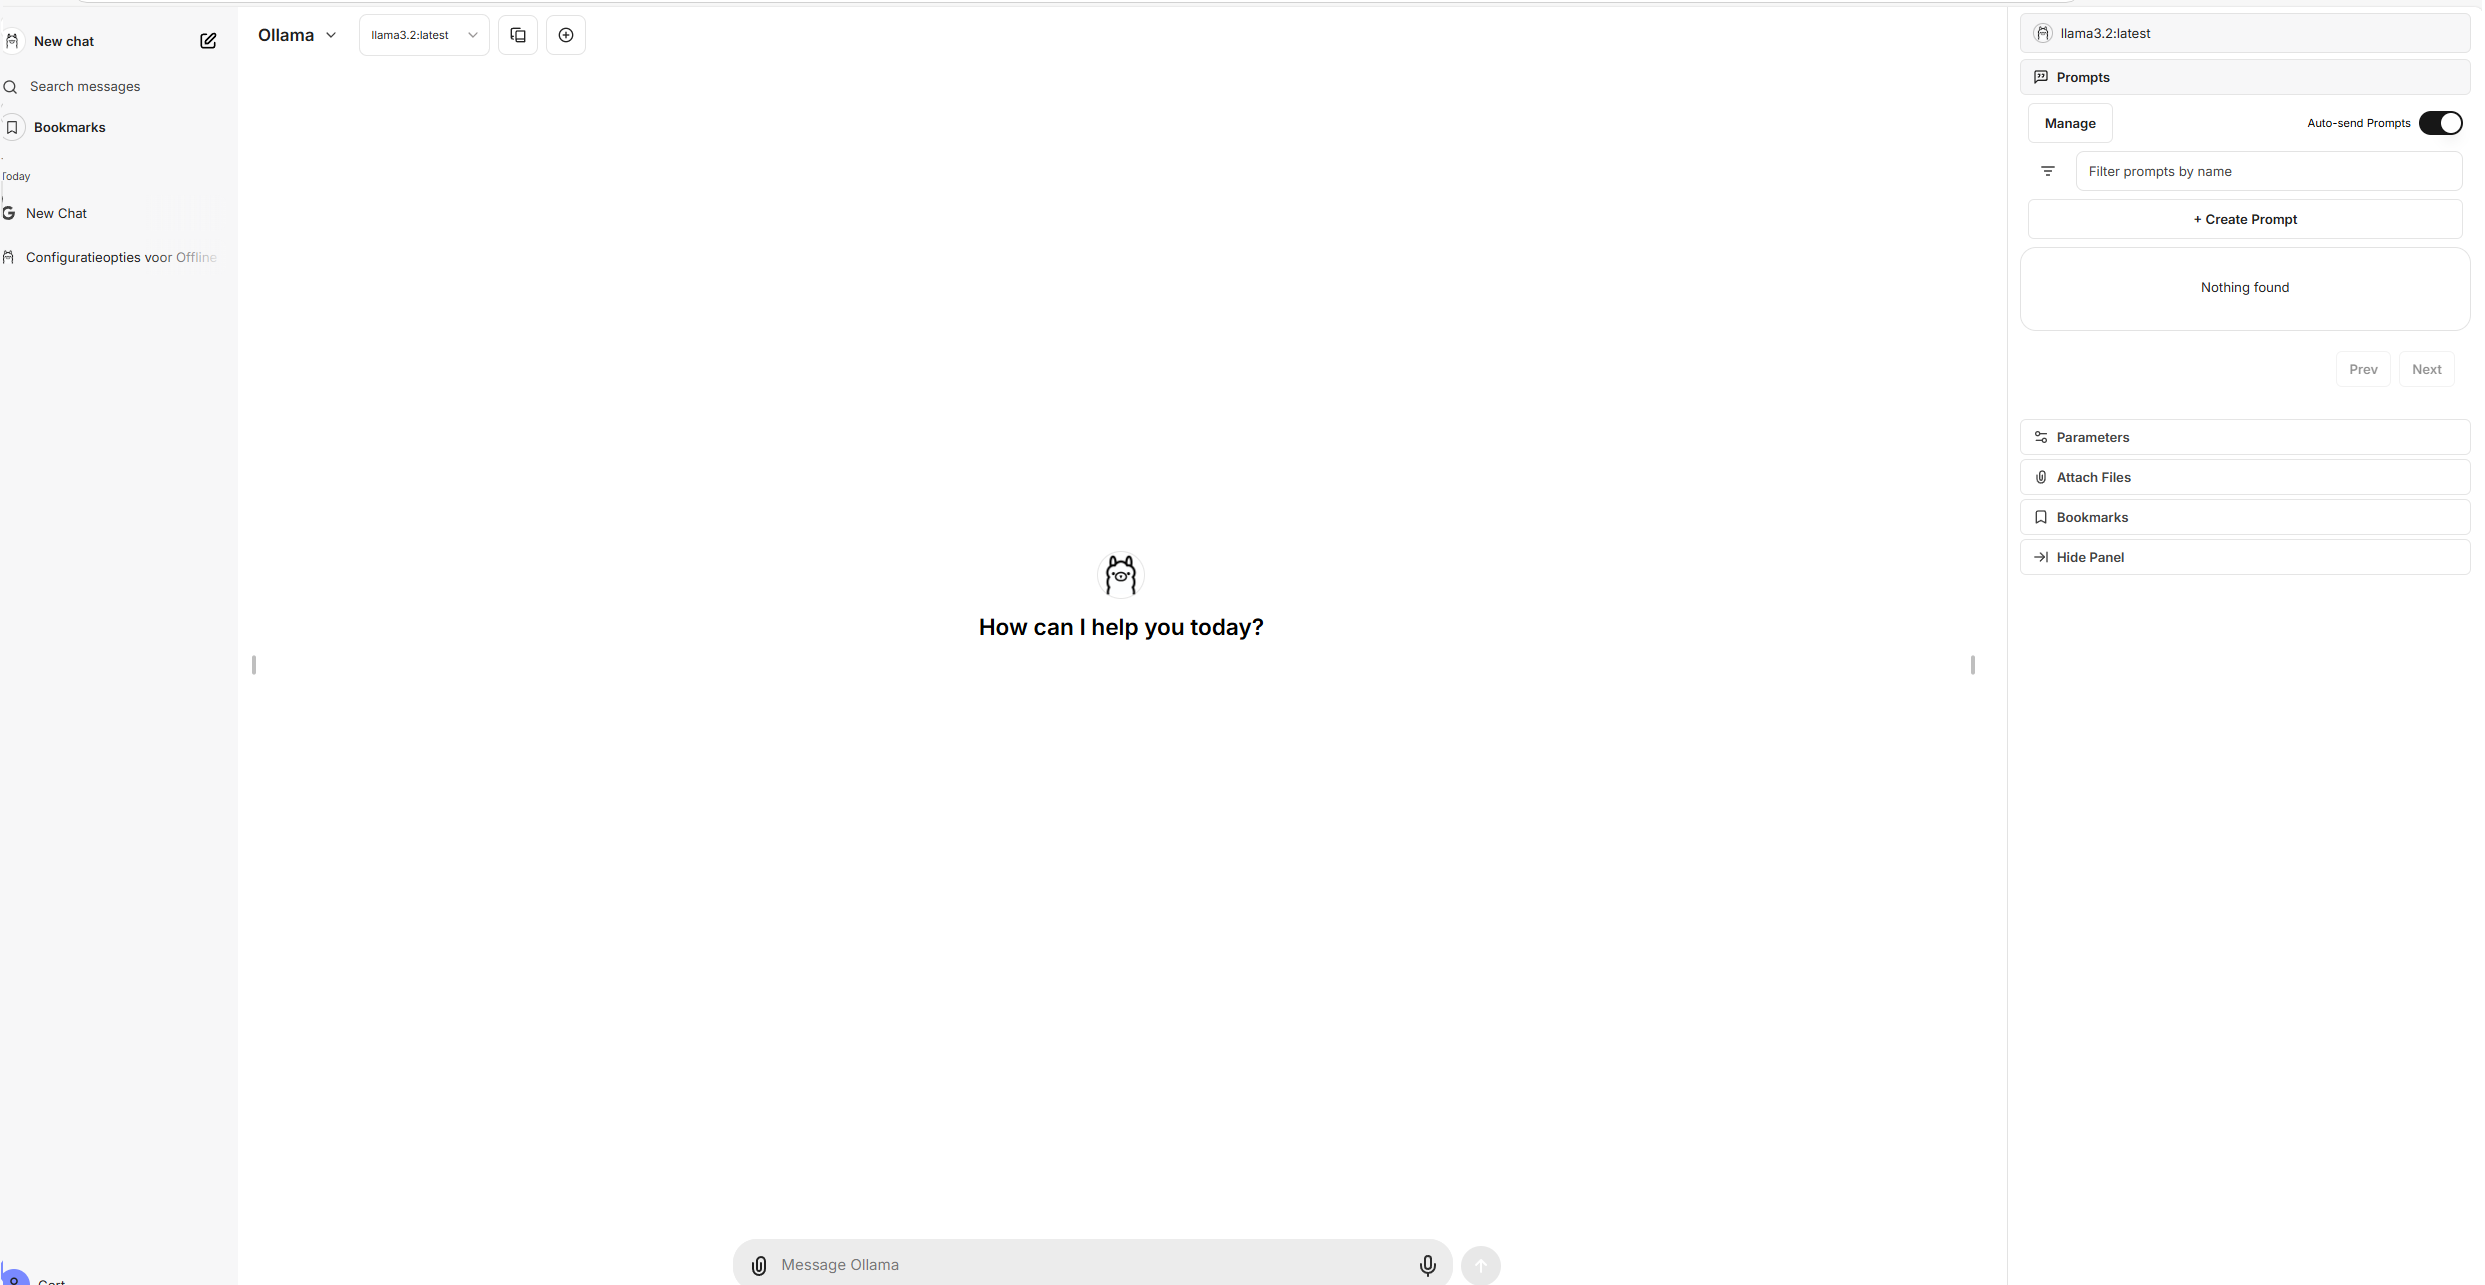 New chat
Search messages
Bookmarks
Today
New Chat
Configuratieopties voor Offline
Ollama
llama3.2:latest
How can I help you today?
Message Ollama
llama3.2:latest
Prompts
Manage
Auto-send Prompts
Filter prompts by name
+ Create Prompt
Nothing found
Prev
Next
Parameters
Attach Files
Bookmarks
Hide Panel